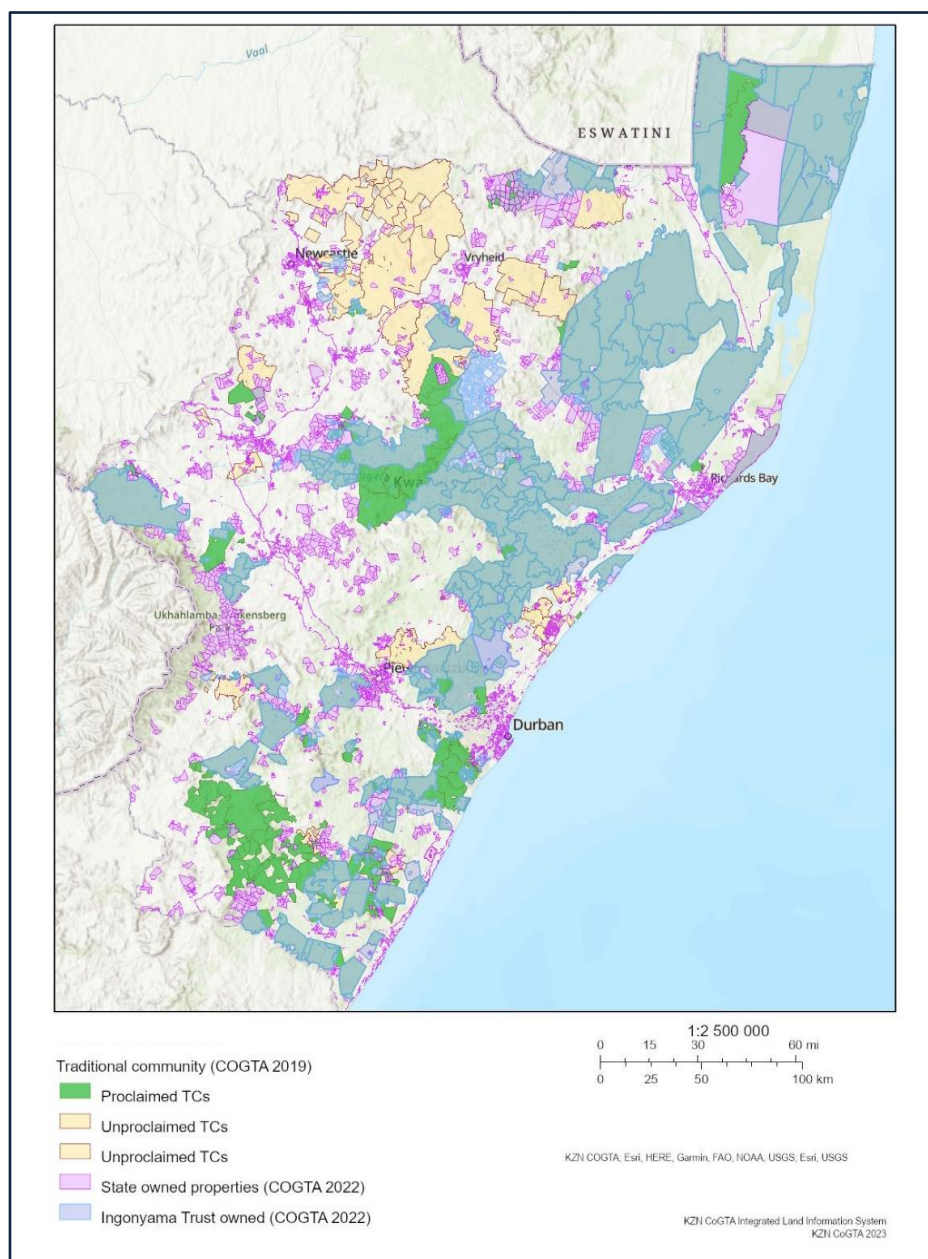 Vaal
ESWATINI
Newcastle
Vryheid
Kwa
Richards Bay
Ukhahlamba
Durban
1:2 500 000
0 15 30 60 mi
0 25 50 100 km
Traditional community (COGTA 2019)
Proclaimed TCs
Unproclaimed TCs
Unproclaimed TCs
State owned properties (COGTA 2022)
Ingonyama Trust owned (COGTA 2022)
KZN COGTA, Esri, HERE, Garmin, FAO, NOAA, USGS, Esri, USGS
KZN CoGTA Integrated Land Information System
KZN CoGTA 2023